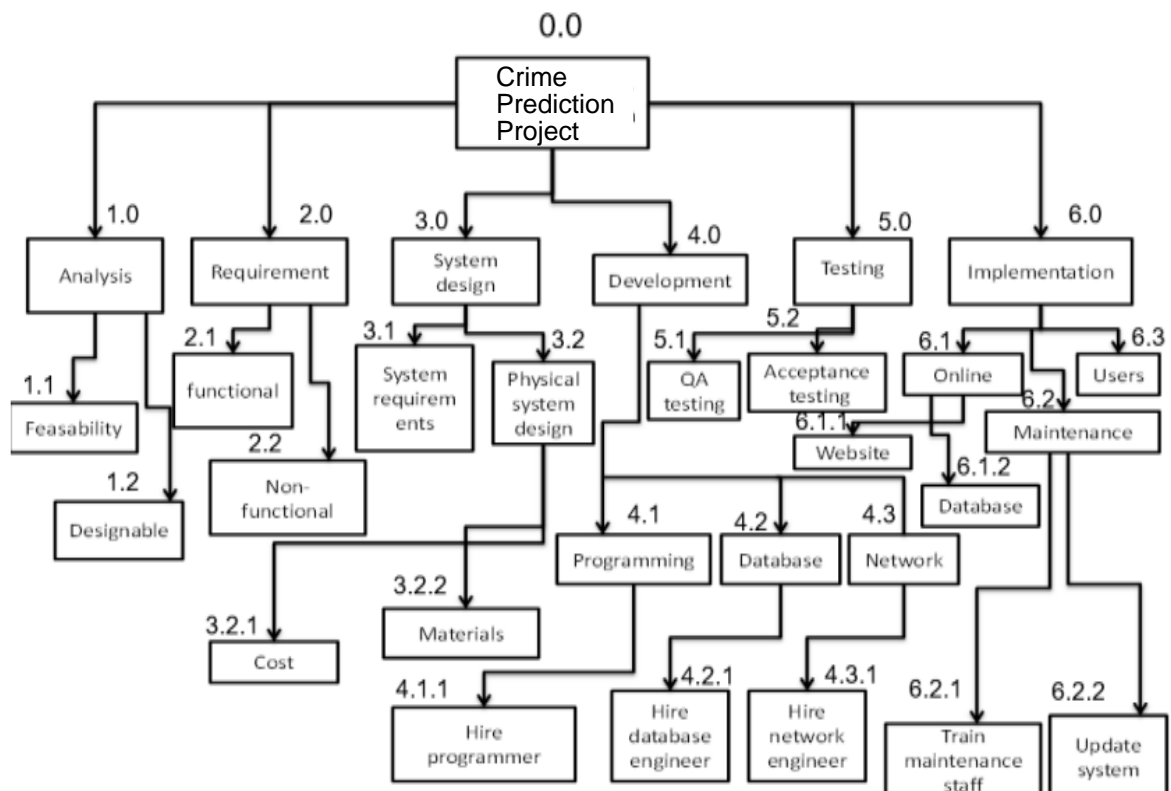 0.0
Crime
Prediction
Project
1.0
2.0
3.0
4.0
5.0
6.0
Analysis
Requirement
System
design
Development
Testing
Implementation
1.1
Feasability
1.2
Designable
2.1
functional
2.2
Non-
functional
3.1
System
requirem
ents
3.2
Physical
system
design
5.1
QA
testing
5.2
Acceptance
testing
6.1
Online
6.2
Maintenance
6.3
Users
6.1.1
Website
6.1.2
Database
4.1
Programming
4.2
Database
4.3
Network
3.2.1
Cost
3.2.2
Materials
4.1.1
Hire
programmer
4.2.1
Hire
database
engineer
4.3.1
Hire
network
engineer
6.2.1
Train
maintenance
staff
6.2.2
Update
system